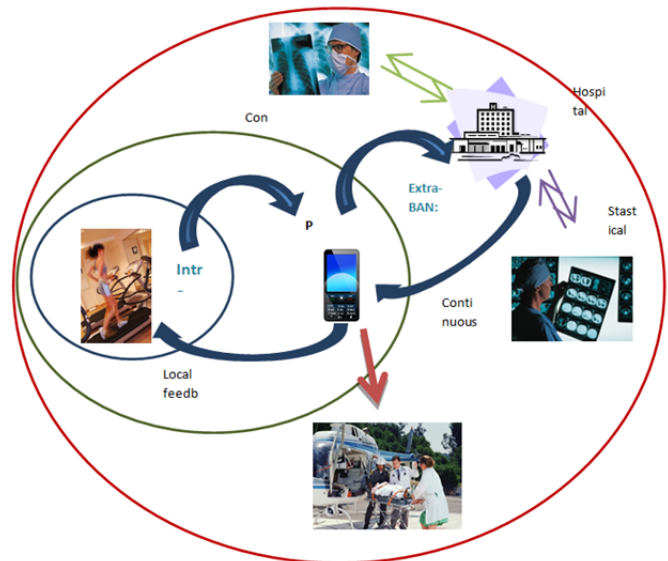 Hospi
tal
Con
Extra-
BAN:
P
Intr
-
Stast
ical
Conti
nuous
Local
feedb